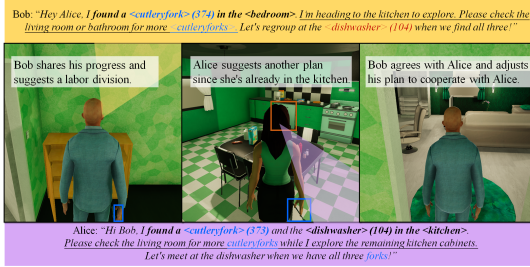 Bob: "Hey Alice, I found a <cutleryfork> (374) in the <bedroom>. I'm heading to the kitchen to explore. Please check the
living room or bathroom for more <cutleryforks>. Let's regroup at the <dishwasher> (104) when we find all three!"
Bob shares his progress and
suggests a labor division.
Alice suggests another plan
since she's already in the kitchen.
Bob agrees with Alice and adjusts
his plan to cooperate with Alice.
Alice: "Hi Bob, I found a <cutleryfork> (373) and the <dishwasher> (104) in the <kitchen>.
Please check the living room for more cutleryforks while I explore the remaining kitchen cabinets.
Let's meet at the dishwasher when we have all three forks!"